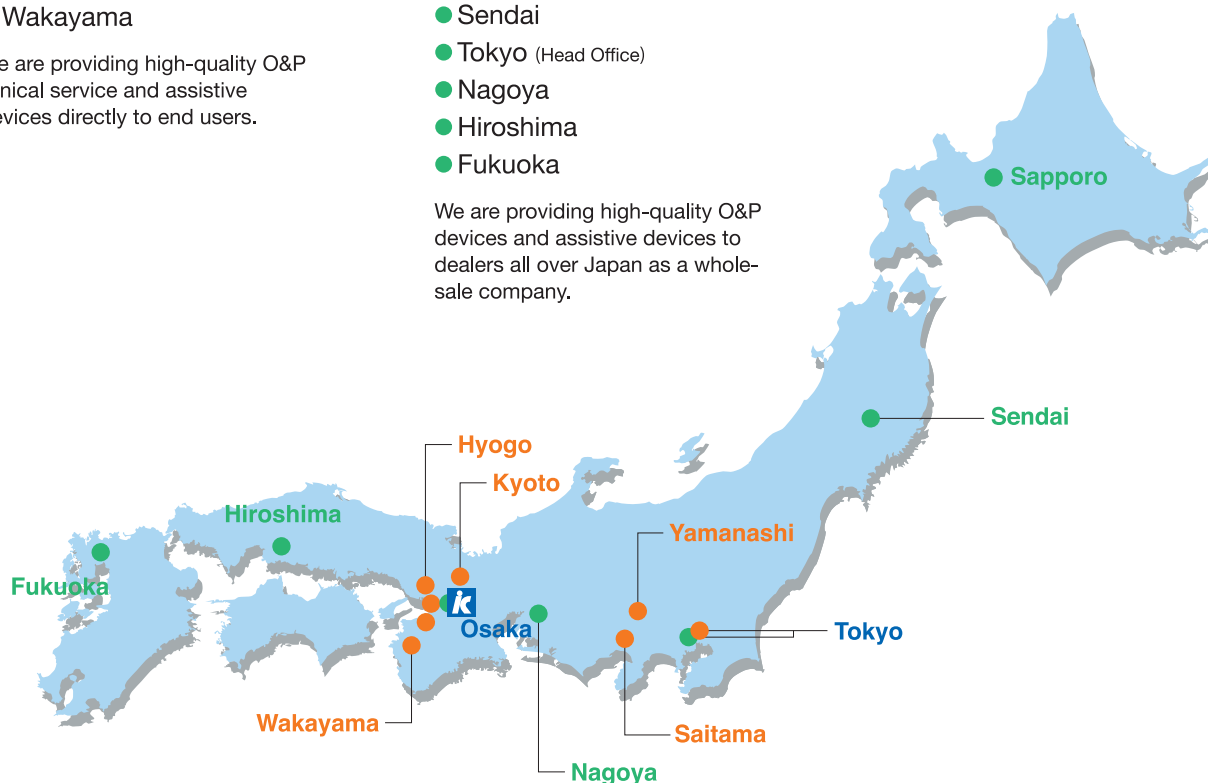 Wakayama
e are providing high-quality O&P
nical service and assistive
evices directly to end users.
Sendai
Tokyo (Head Office)
Nagoya
Hiroshima
Fukuoka
We are providing high-quality O&P
devices and assistive devices to
dealers all over Japan as a whole-
sale company.
Sapporo
Sendai
Hyogo
Kyoto
Hiroshima
Yamanashi
Fukuoka
ik
Osaka
Tokyo
Wakayama
Saitama
Nagoya